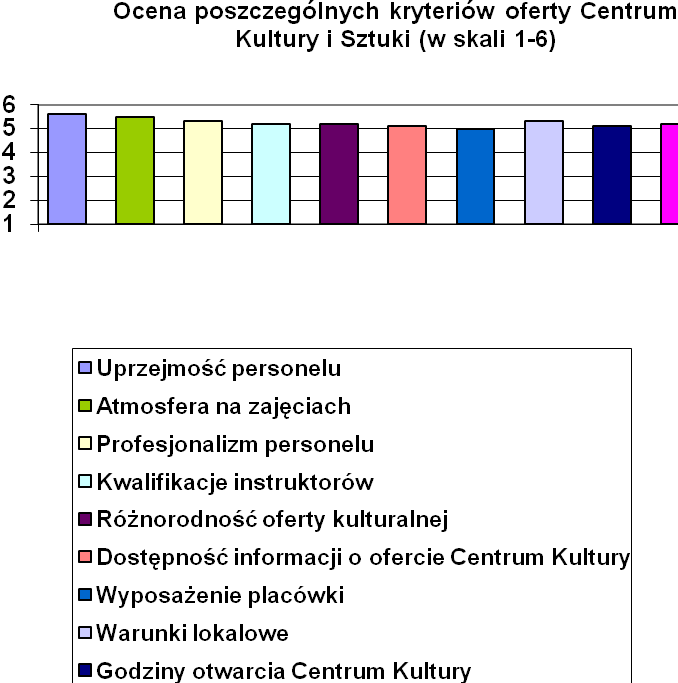 Ocena poszczególnych kryteriów oferty Centrum
Kultury i Sztuki (w skali 1-6)
6
5
4
3
2
1
Uprzejmość personelu
Atmosfera na zajęciach
Profesjonalizm personelu
Kwalifikacje instruktorów
Różnorodność oferty kulturalnej
Dostępność informacji o ofercie Centrum Kultury
Wyposażenie placówki
Warunki lokalowe
Godziny otwarcia Centrum Kultury